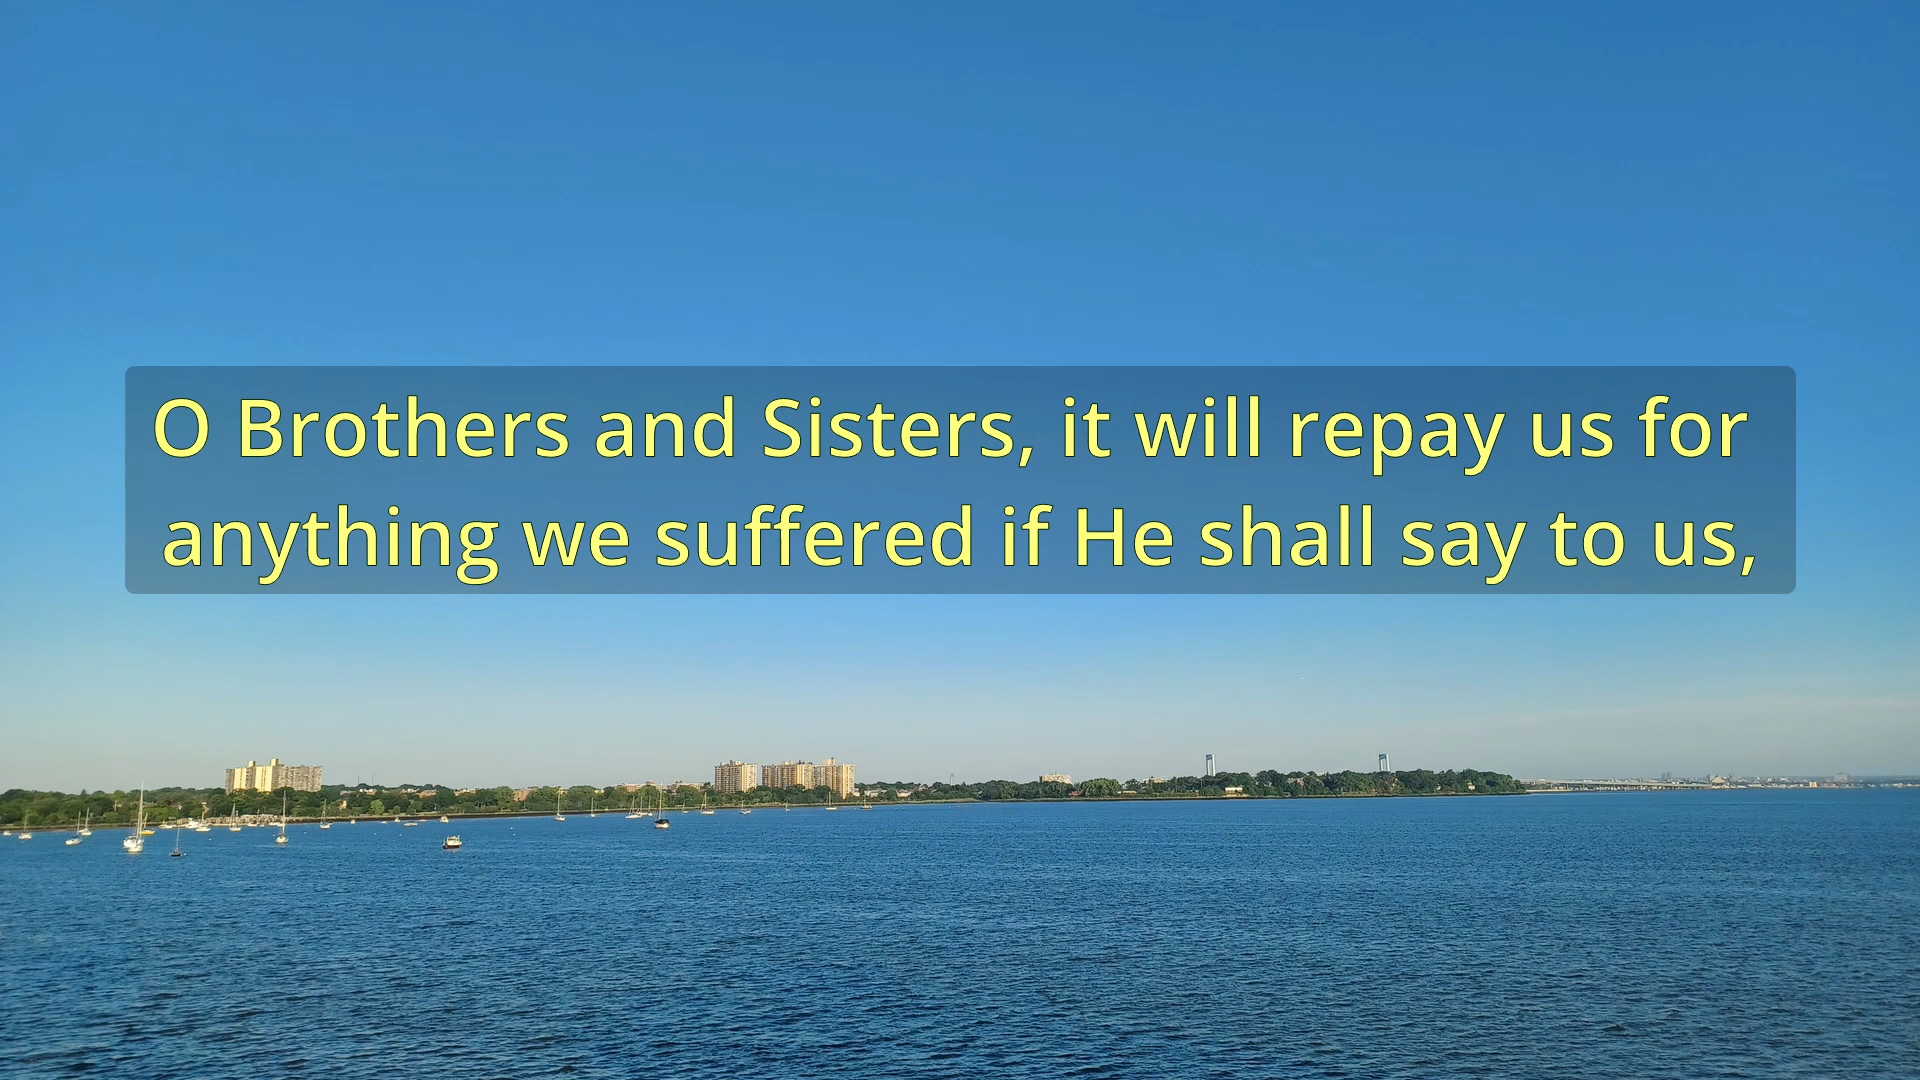 O Brothers and Sisters, it will repay us for
anything we suffered if He shall say to us,